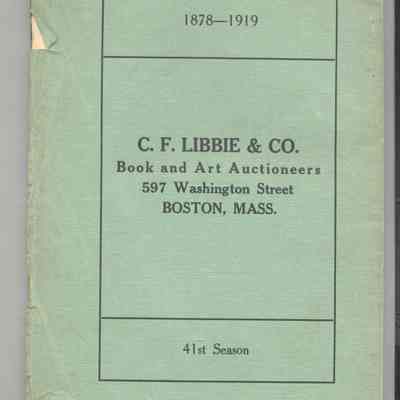 1878—1919
C. F. LIBBIE & CO.
Book and Art Auctioneers
597 Washington Street
BOSTON, MASS.
41st Season